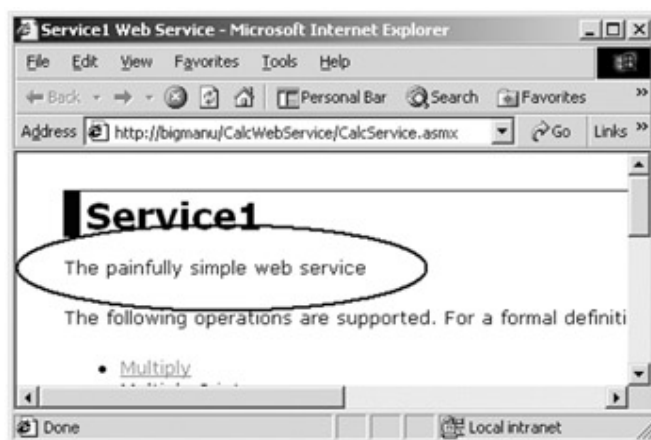 Service1 Web Service - Microsoft Internet Explorer
File Edit View Favorites Tools Help
Back Personal Bar Search Favorites »
Address http://bigmanu/CalcWebService/CalcService.asmx Go Links »
Service1
The painfully simple web service
The following operations are supported. For a formal definiti
Multiply
Done Local intranet